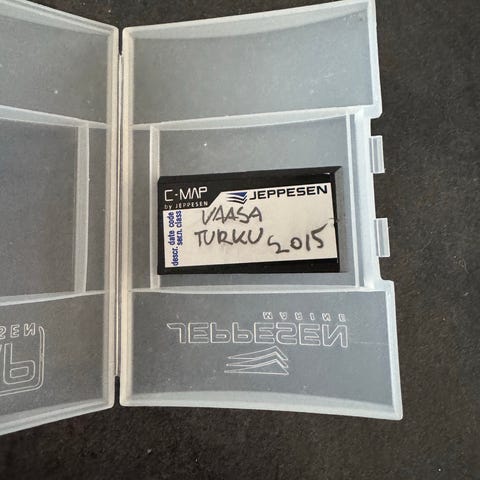 C-MAP
by JEPPESEN
JEPPESEN
descr. date code
ser.n. class
VAASA
TURKU 2015
JEPPESEN
MARINE